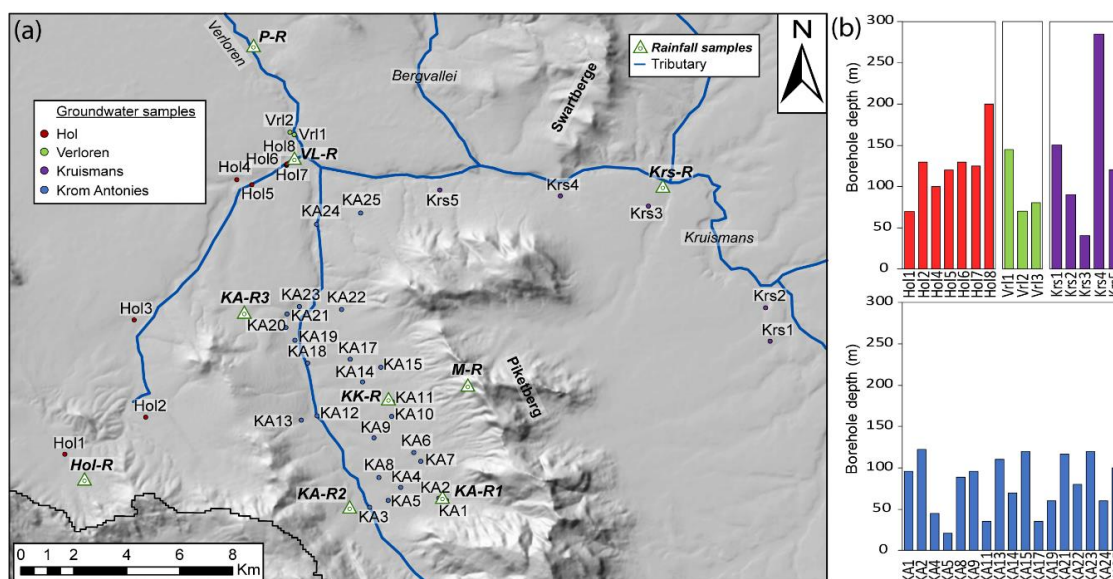 (a)
P-R
Verloren
Bergvallei
Swartberge
Rainfall samples
Tributary
N
Groundwater samples
Hol
Verloren
Kruismans
Krom Antonies
Vrl2
Vrl1
Hol8
VL-R
Hol6
Hol7
Hol4
Hol5
KA24
KA25
Krs5
Krs4
Krs-R
Krs3
Kruismans
Krs2
Krs1
Hol3
KA-R3
KA23
KA22
KA21
KA20
KA19
KA18
KA17
KA15
KA14
M-R
Piketberg
KK-R
KA11
KA10
KA12
KA13
KA9
Hol2
Hol1
Hol-R
KA6
KA7
KA8
KA4
KA2
KA-R1
KA1
KA-R2
KA5
KA3
0 1 2 4 6 8
Km
(b)
Borehole depth (m)
300
250
200
150
100
50
0
Hol1 Hol2 Hol4 Hol5 Hol6 Hol7 Hol8 Vrl1 Vrl2 Vrl3 Krs1 Krs2 Krs3 Krs4 Krs5
Borehole depth (m)
300
200
100
0
KA1 KA2 KA4 KA5 KA8 KA9 KA11 KA13 KA14 KA15 KA17 KA19 KA21 KA22 KA23 KA24